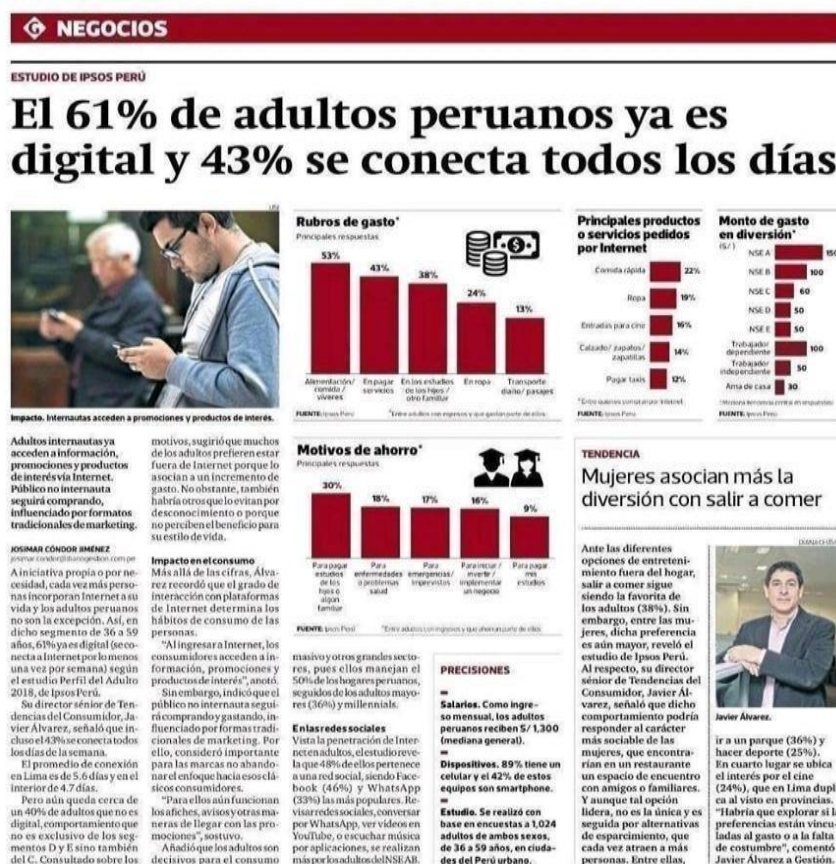 NEGOCIOS
ESTUDIO DE IPSOS PERÚ
El 61% de adultos peruanos ya es
digital y 43% se conecta todos los días
Impacto. Internautas acceden a promociones y productos de interés.
Adultos internautas ya
acceden a información,
promociones y productos
de interés vía Internet.
Público no internauta
seguirá comprando,
influenciado por formatos
tradicionales de marketing.
JOSIMAR CÓNDOR JIMÉNEZ
A iniciativa propia o por ne-
cesidad, cada vez más perso-
nas incorporan Internet a su
vida y los adultos peruanos
no son la excepción. Así, en
dicho segmento de 36 a 59
años, 61% ya es digital (se co-
necta a Internet por lo menos
una vez por semana) según
el estudio Perfil del Adulto
2018, de Ipsos Perú.
Su director sénior de Ten-
dencias del Consumidor, Ja-
vier Álvarez, señaló que in-
cluso el 43% se conecta todos
los días de la semana.
El promedio de conexión
en Lima es de 5.6 días y en el
interior de 4.7 días.
Pero aún queda cerca de
un 40% de adultos que no es
digital, comportamiento que
no es exclusivo de los seg-
mentos D y E sino también
del C. Consultado sobre los
motivos, sugirió que muchos
de los adultos prefieren estar
fuera de Internet porque lo
asocian a un incremento de
gasto. No obstante, también
habría otros que lo evitan por
desconocimiento o porque
no perciben el beneficio para
su estilo de vida.
Impacto en el consumo
Más allá de las cifras, Álva-
rez recordó que el grado de
interacción con plataformas
de Internet determina los
hábitos de consumo de las
personas.
"Al ingresar a Internet, los
consumidores acceden a in-
formación, promociones y
productos de interés", anotó.
Sin embargo, indicó que el
público no internauta segui-
rá comprando y gastando, in-
fluenciado por formas tradi-
cionales de marketing. Por
ello, consideró importante
para las marcas no abando-
nar el enfoque hacia esos clá-
sicos consumidores.
"Para ellos aún funcionan
los afiches, avisos y otras ma-
neras de llegar con las pro-
mociones", sostuvo.
Añadió que los adultos son
decisivos para el consumo
Rubros de gasto*
Principales respuestas
53%
43%
38%
24%
13%
Alimentación/
comida/
víveres
En pagar
servicios
En los estudios
de los hijos/
otro familiar
En ropa
Transporte
diario/pasajes
FUENTE: Ipsos Perú
*Entre adultos con ingresos y que gastan parte de ellos
Motivos de ahorro*
Principales respuestas
30%
18%
17%
16%
9%
Para pagar
estudios
de los
hijos o
algún
familiar
Para
enfermedades
o problemas
salud
Para
emergencias/
imprevistos
Para iniciar/
invertir/
implementar
un negocio
Para pagar
mis
estudios
FUENTE: Ipsos Perú
*Entre adultos con ingresos y que ahorran parte de ellos
masivo y otros grandes secto-
res, pues ellos manejan el
50% de los hogares peruanos,
seguidos de los adultos mayo-
res (36%) y millennials.
En las redes sociales
Vista la penetración de Inter-
net en adultos, el estudio reve-
la que 48% de ellos pertenece
a una red social, siendo Face-
book (46%) y WhatsApp
(33%) las más populares. Re-
visar redes sociales, conversar
por WhatsApp, ver videos en
YouTube, o escuchar música
por aplicaciones, se realizan
más por los adultos del NSE AB.
PRECISIONES
Salarios. Como ingre-
so mensual, los adultos
peruanos reciben S/ 1,300
(mediana general).
Dispositivos. 89% tiene un
celular y el 42% de estos
equipos son smartphone.
Estudio. Se realizó con
base en encuestas a 1,024
adultos de ambos sexos,
de 36 a 59 años, en ciuda-
des del Perú urbano.
Principales productos
o servicios pedidos
por Internet
Comida rápida
22%
Ropa
19%
Entradas para cine
16%
Calzado/ zapatos/
zapatillas
14%
Pagar taxis
12%
FUENTE: Ipsos Perú
Monto de gasto
en diversión*
(S/)
NSE A
NSE B
100
NSE C
60
NSE D
50
NSE E
50
Trabajador
dependiente
100
Trabajador
independiente
50
Ama de casa
30
FUENTE: Ipsos Perú
TENDENCIA
Mujeres asocian más la
diversión con salir a comer
Ante las diferentes
opciones de entreteni-
miento fuera del hogar,
salir a comer sigue
siendo la favorita de
los adultos (38%). Sin
embargo, entre las mu-
jeres, dicha preferencia
es aún mayor, reveló el
estudio de Ipsos Perú.
Al respecto, su director
sénior de Tendencias del
Consumidor, Javier Ál-
varez, señaló que dicho
comportamiento podría
responder al carácter
más sociable de las
mujeres, que encontra-
rían en un restaurante
un espacio de encuentro
con amigos o familiares.
Y aunque tal opción
lidera, no es la única y es
seguida por alternativas
de esparcimiento, que
cada vez atraen a más
personas. Entre ellas,
Javier Álvarez.
ir a un parque (36%) y
hacer deporte (25%).
En cuarto lugar se ubica
el interés por el cine
(24%), que en Lima dupli
ca al visto en provincias.
"Habría que explorar si l
preferencias están vincu
ladas al gusto o a la falta
de costumbre", comentó
Javier Álvarez a Gestión